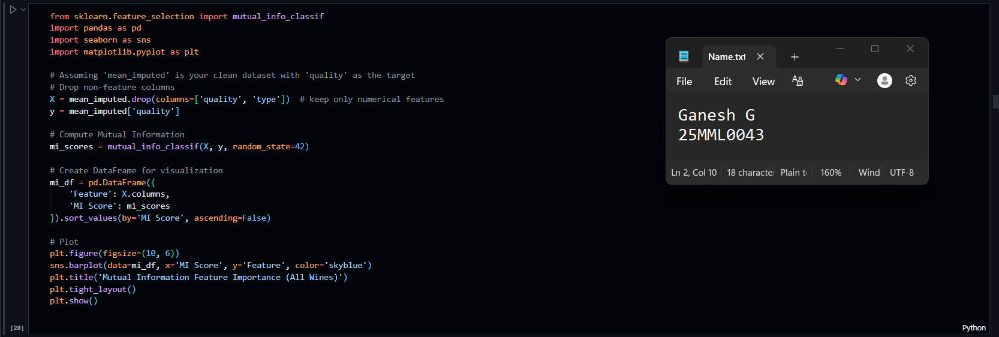 from sklearn.feature_selection import mutual_info_classif
import pandas as pd
import seaborn as sns
import matplotlib.pyplot as plt

# Assuming 'mean_imputed' is your clean dataset with 'quality' as the target
# Drop non-feature columns
X = mean_imputed.drop(columns=['quality', 'type'])  # keep only numerical features
y = mean_imputed['quality']

# Compute Mutual Information
mi_scores = mutual_info_classif(X, y, random_state=42)

# Create DataFrame for visualization
mi_df = pd.DataFrame({
    'Feature': X.columns,
    'MI Score': mi_scores
}).sort_values(by='MI Score', ascending=False)

# Plot
plt.figure(figsize=(10, 6))
sns.barplot(data=mi_df, x='MI Score', y='Feature', color='skyblue')
plt.title('Mutual Information Feature Importance (All Wines)')
plt.tight_layout()
plt.show()
[20]
Python
Name.txt
File Edit View
Ganesh G
25MML0043
Ln 2, Col 10 18 character Plain t 160% Wind UTF-8